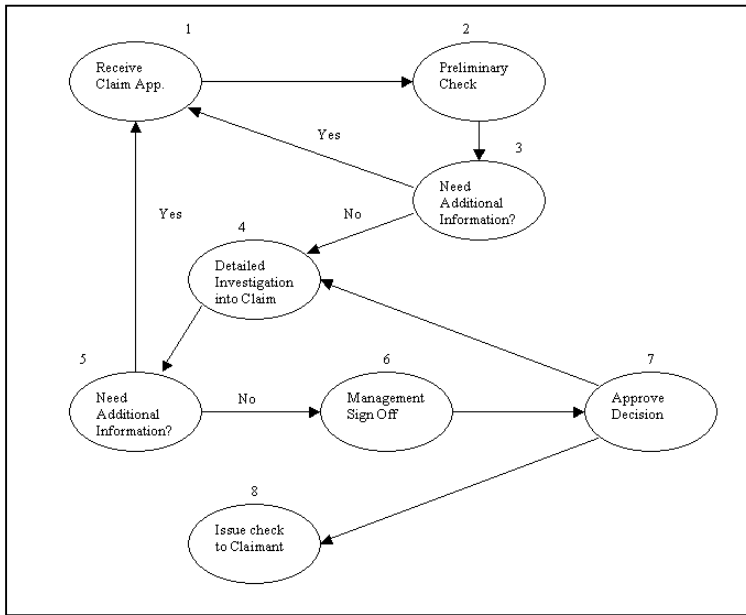 1
Receive
Claim App.
2
Preliminary
Check
Yes
3
Need
Additional
Information?
No
Yes
4
Detailed
Investigation
into Claim
5
Need
Additional
Information?
No
6
Management
Sign Off
7
Approve
Decision
8
Issue check
to Claimant